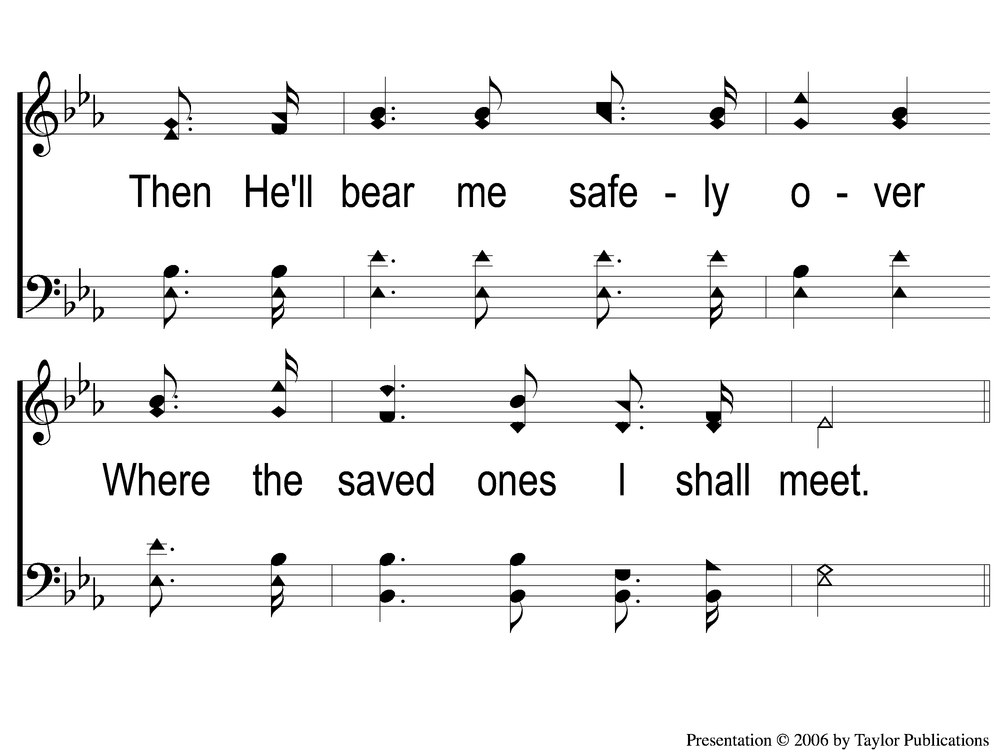 Then He'll bear me safe - ly o - ver
Where the saved ones I shall meet.
Presentation © 2006 by Taylor Publications